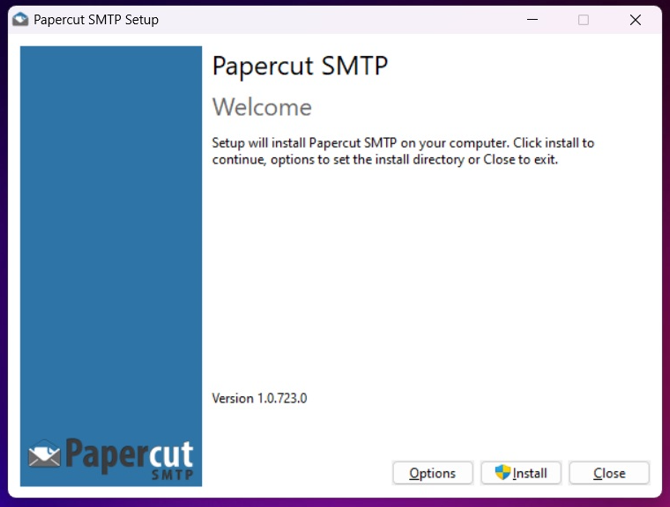 Papercut SMTP Setup
Papercut SMTP
Welcome
Setup will install Papercut SMTP on your computer. Click install to
continue, options to set the install directory or Close to exit.
Version 1.0.723.0
Papercut
SMTP
Options
Install
Close